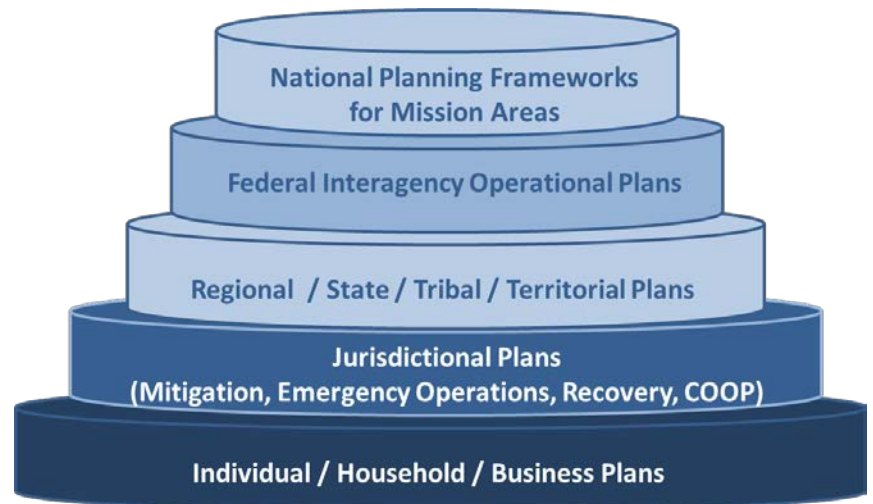 National Planning Frameworks
for Mission Areas
Federal Interagency Operational Plans
Regional / State / Tribal / Territorial Plans
Jurisdictional Plans
(Mitigation, Emergency Operations, Recovery, COOP)
Individual / Household / Business Plans